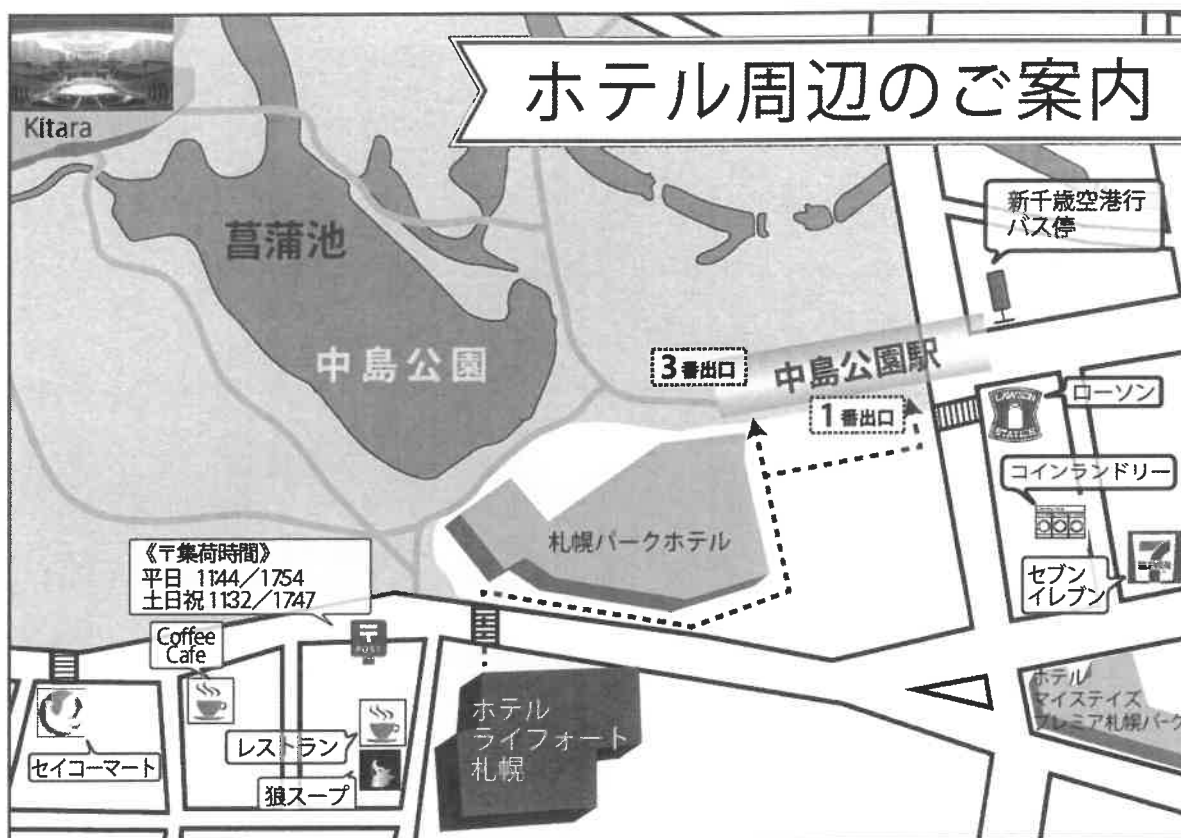 ホテル周辺のご案内
Kitara
新千歳空港行
バス停
菖蒲池
中島公園
3番出口
中島公園駅
1番出口
LAWSON
STATION
ローソン
コインランドリー
札幌パークホテル
セブン
イレブン
《〒集荷時間》
平日 1144/1754
土日祝 1132/1747
Coffee
Cafe
〒
POST
ホテル
マイステイズ
プレミア札幌パーク
ホテル
ライフォート
札幌
レストラン
セイコーマート
狼スープ